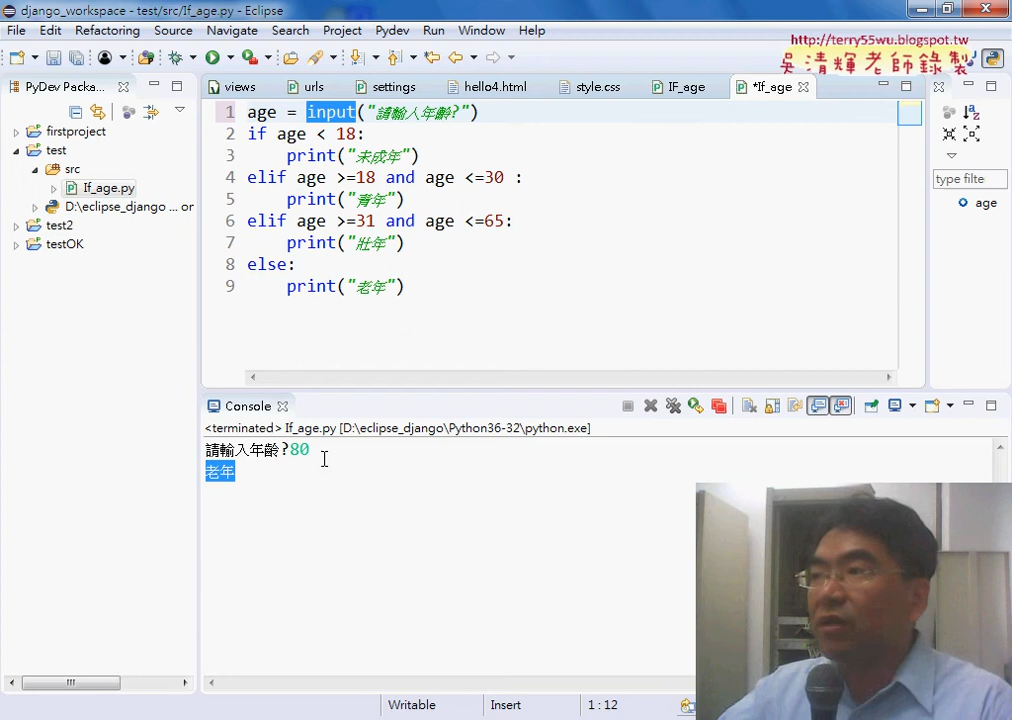 django_workspace - test/src/If_age.py - Eclipse
File Edit Refactoring Source Navigate Search Project Pydev Run Window Help
http://terry55wu.blogspot.tw
吳清輝老師錄製
PyDev Packa...
views urls settings hello4.html style.css IF_age *If_age
firstproject
test
src
If_age.py
D:\eclipse_django ... or
test2
testOK
1 age = input("請輸入年齡?")
2 if age < 18:
3 print("未成年")
4 elif age >=18 and age <=30 :
5 print("青年")
6 elif age >=31 and age <=65:
7 print("壯年")
8 else:
9 print("老年")
type filte
age
Console
<terminated> If_age.py [D:\eclipse_django\Python36-32\python.exe]
請輸入年齡?80
老年
Writable Insert 1:12